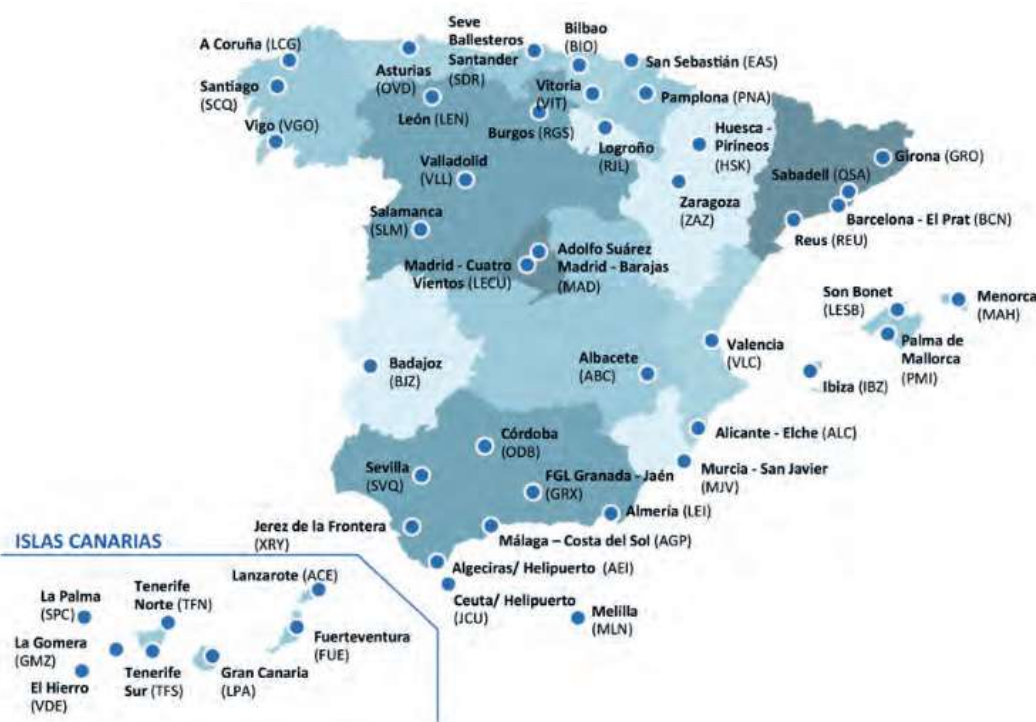 A Coruña (LCG)
Santiago
(SCQ)
Vigo (VGO)
Asturias
(OVD)
León (LEN)
Seve
Ballesteros
Santander
(SDR)
Bilbao
(BIO)
San Sebastián (EAS)
Vitoria
(VIT)
Pamplona (PNA)
Burgos (RGS)
Logroño
(RJL)
Huesca -
Pirineos
(HSK)
Girona (GRO)
Sabadell (QSA)
Valladolid
(VLL)
Zaragoza
(ZAZ)
Barcelona - El Prat (BCN)
Reus (REU)
Salamanca
(SLM)
Madrid - Cuatro
Vientos (LECU)
Adolfo Suárez
Madrid - Barajas
(MAD)
Son Bonet
(LESB)
Menorca
(MAH)
Palma de
Mallorca
(PMI)
Ibiza (IBZ)
Valencia
(VLC)
Badajoz
(BJZ)
Albacete
(ABC)
Alicante - Elche (ALC)
Murcia - San Javier
(MJV)
Córdoba
(ODB)
Sevilla
(SVQ)
FGL Granada - Jaén
(GRX)
Almería (LEI)
Jerez de la Frontera
(XRY)
Málaga – Costa del Sol (AGP)
Algeciras/ Helipuerto (AEI)
Ceuta/ Helipuerto
(JCU)
Melilla
(MLN)
ISLAS CANARIAS
La Palma
(SPC)
Tenerife
Norte (TFN)
Lanzarote (ACE)
La Gomera
(GMZ)
Fuerteventura
(FUE)
El Hierro
(VDE)
Tenerife
Sur (TFS)
Gran Canaria
(LPA)